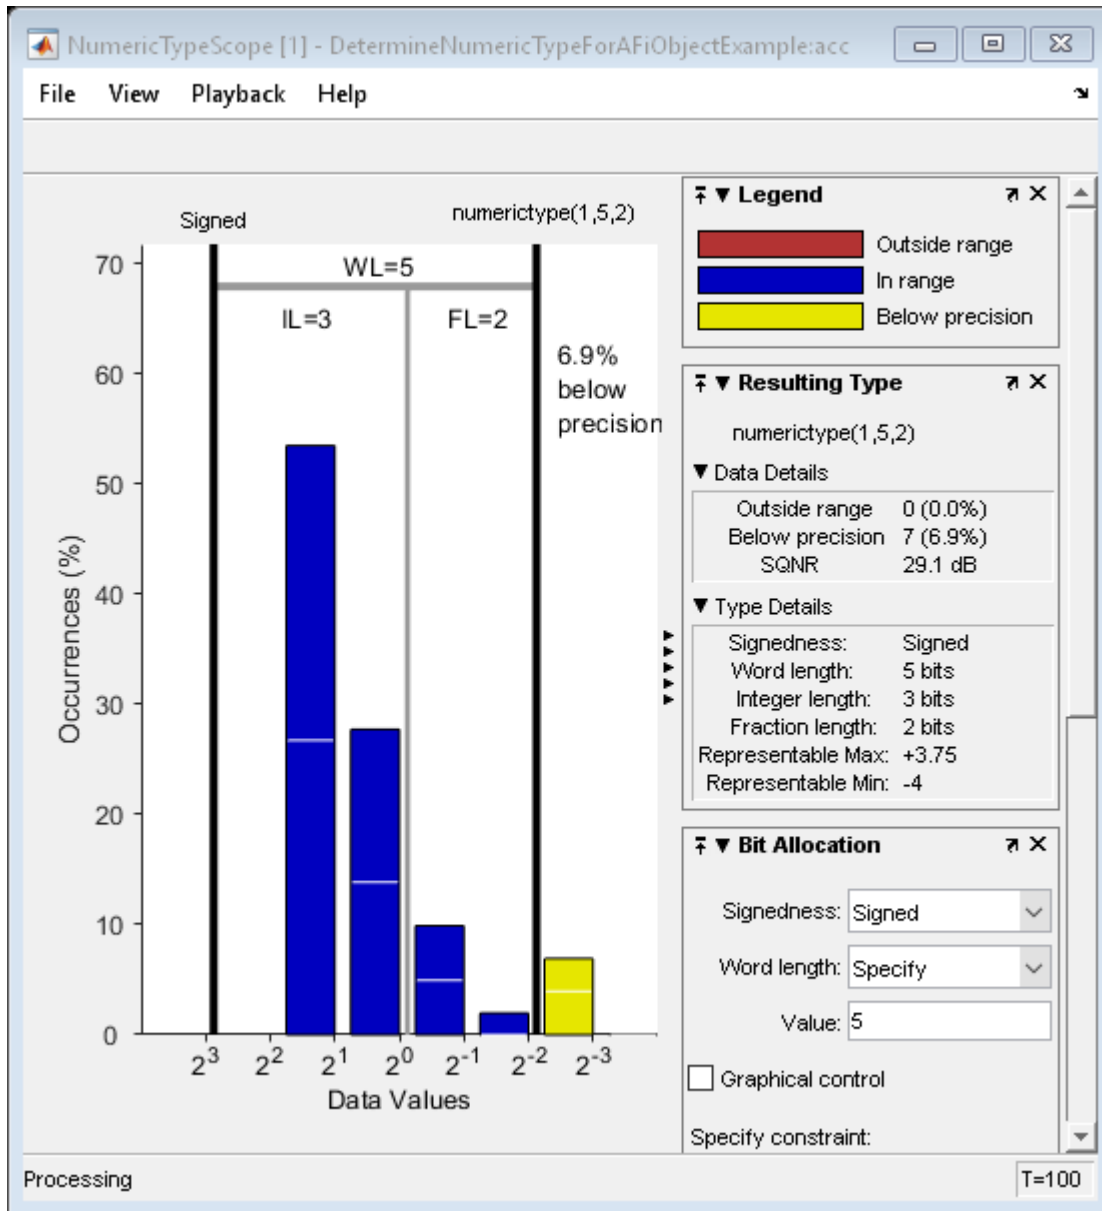 NumericTypeScope [1] - DetermineNumericTypeForAFiObjectExample:acc
File View Playback Help
Signed
numerictype(1,5,2)
WL=5
IL=3
FL=2
6.9%
below
precision
70
60
50
40
30
20
10
0
Occurrences (%)
2^3 2^2 2^1 2^0 2^-1 2^-2 2^-3
Data Values
Legend
Outside range
In range
Below precision
Resulting Type
numerictype(1,5,2)
Data Details
Outside range 0 (0.0%)
Below precision 7 (6.9%)
SQNR 29.1 dB
Type Details
Signedness: Signed
Word length: 5 bits
Integer length: 3 bits
Fraction length: 2 bits
Representable Max: +3.75
Representable Min: -4
Bit Allocation
Signedness: Signed
Word length: Specify
Value: 5
Graphical control
Specify constraint:
Processing
T=100